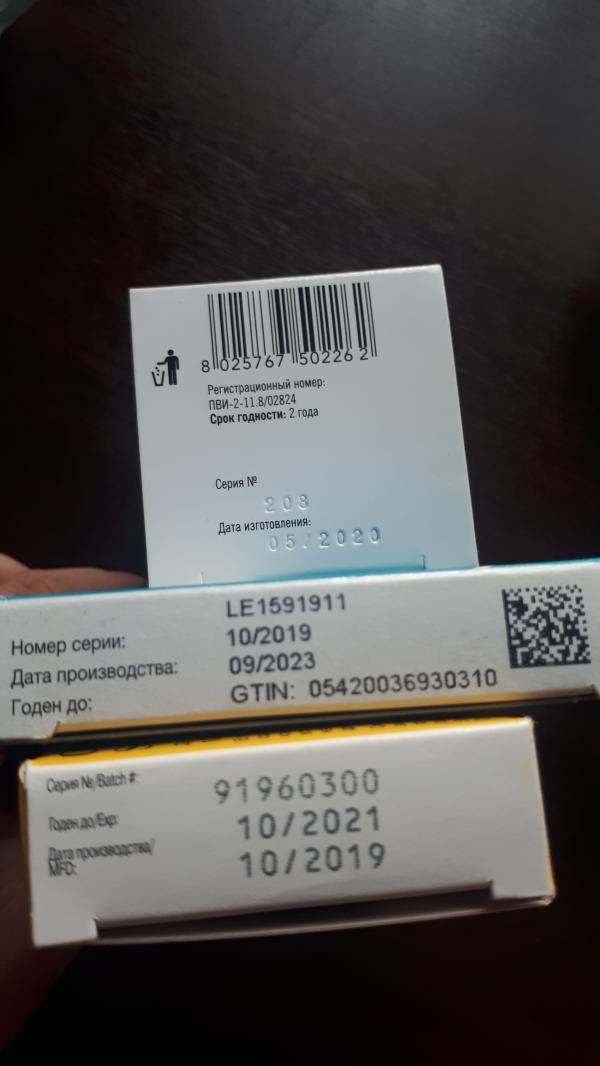 8 025767 502262
Регистрационный номер:
ПВИ-2-11.8/02824
Срок годности: 2 года
Серия №
208
Дата изготовления:
05/2020
LE1591911
Номер серии:
10/2019
Дата производства:
09/2023
Годен до:
GTIN: 05420036930310
Серия №/Batch #:
91960300
Годен до/Exp:
10/2021
Дата производства/
MFD:
10/2019